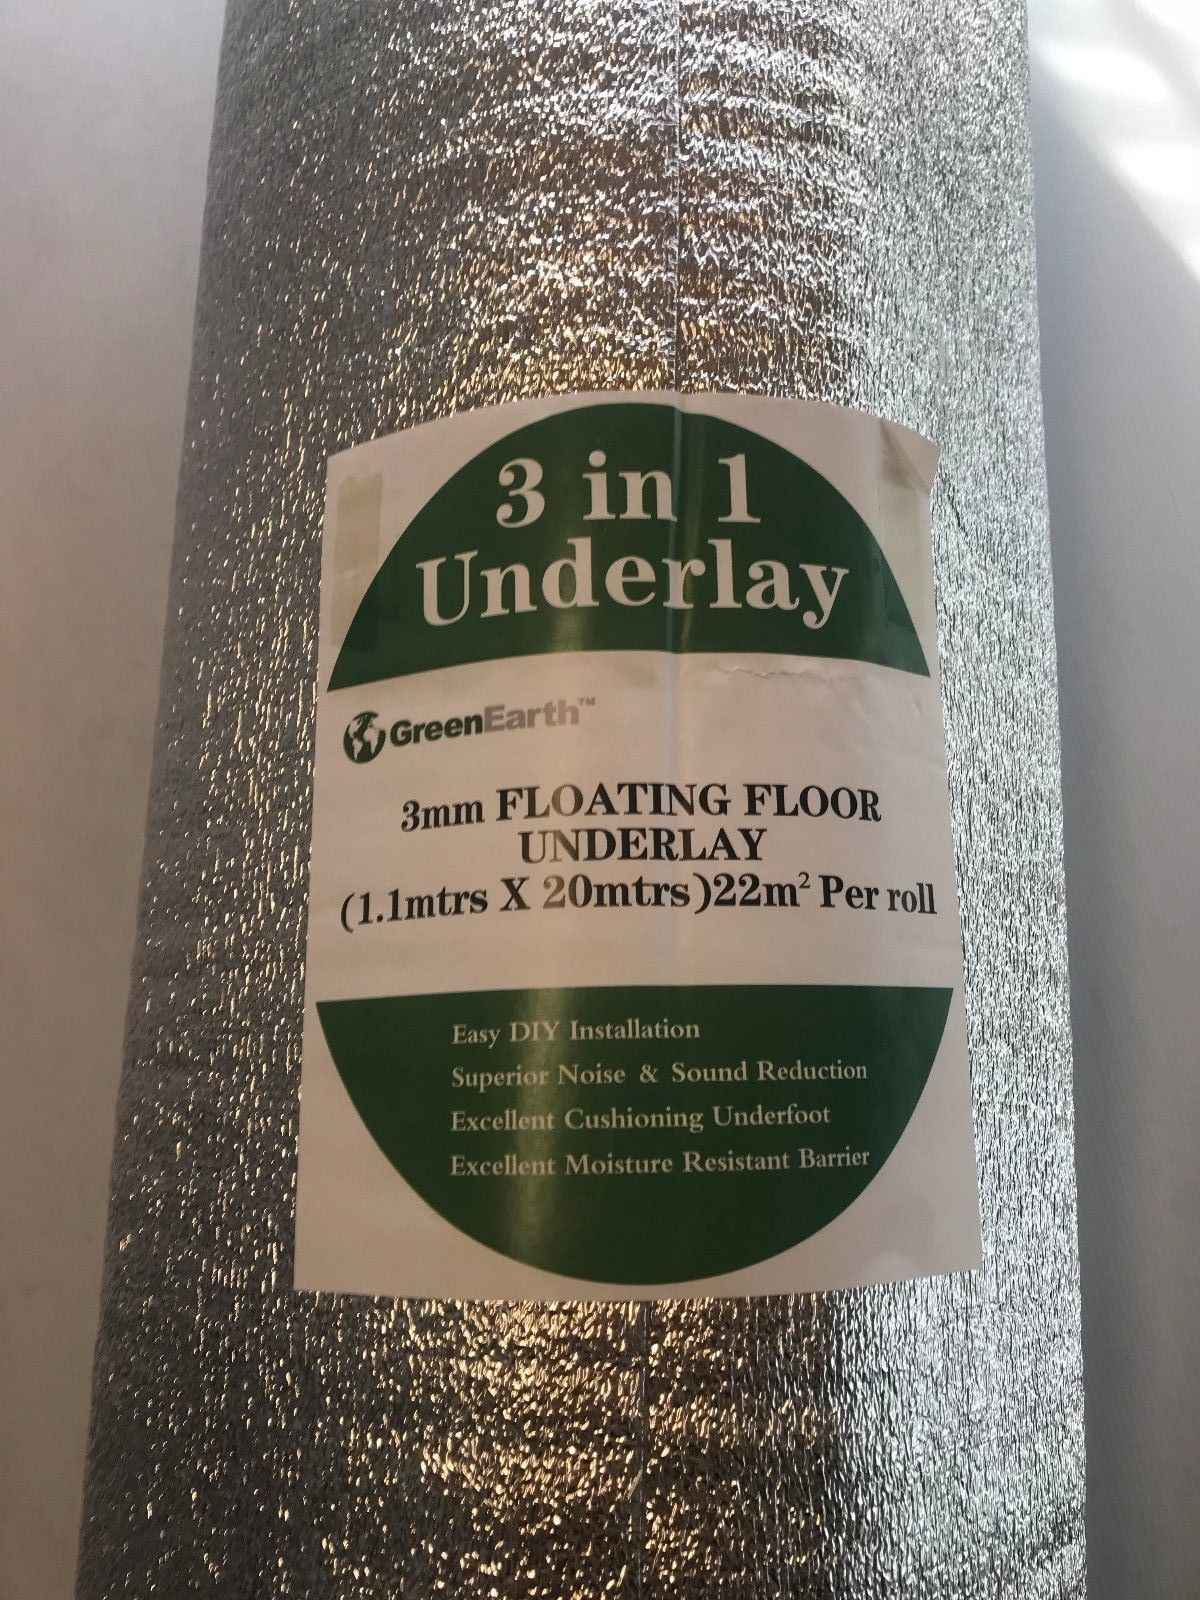 3 in 1
Underlay
GreenEarth™
3mm FLOATING FLOOR
UNDERLAY
(1.1mtrs X 20mtrs)22m² Per roll
Easy DIY Installation
Superior Noise & Sound Reduction
Excellent Cushioning Underfoot
Excellent Moisture Resistant Barrier